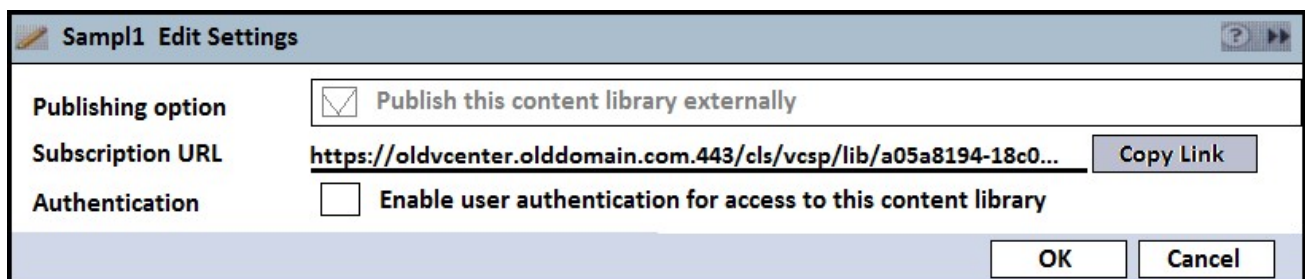 Sampl1 Edit Settings ?
Publishing option Publish this content library externally
Subscription URL https://oldvcenter.olddomain.com.443/cls/vcsp/lib/a05a8194-18c0... Copy Link
Authentication Enable user authentication for access to this content library
OK Cancel